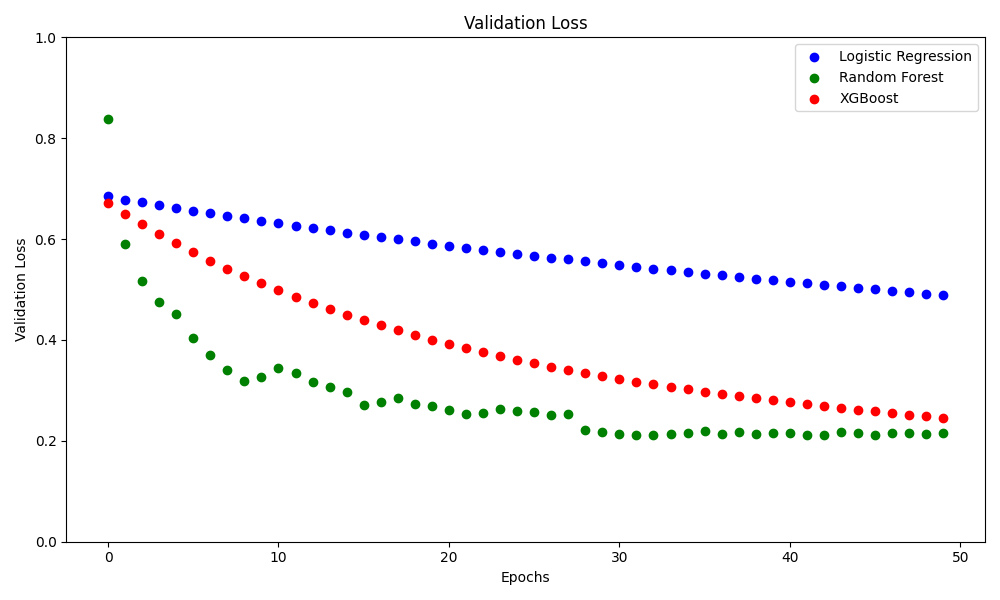 Validation Loss
1.0
Logistic Regression
Random Forest
XGBoost
0.8
0.6
Validation Loss
0.4
0.2
0.0
0 10 20 30 40 50
Epochs